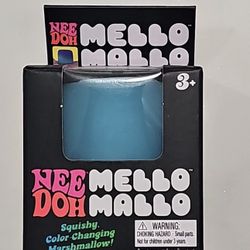 NEE DOH MELLO
MALLO
3+
NEE DOH MELLO
MALLO
Squishy,
Color-Changing
Marshmallow!
⚠ WARNING:
CHOKING HAZARD - Small parts.
Not for children under 3 years.